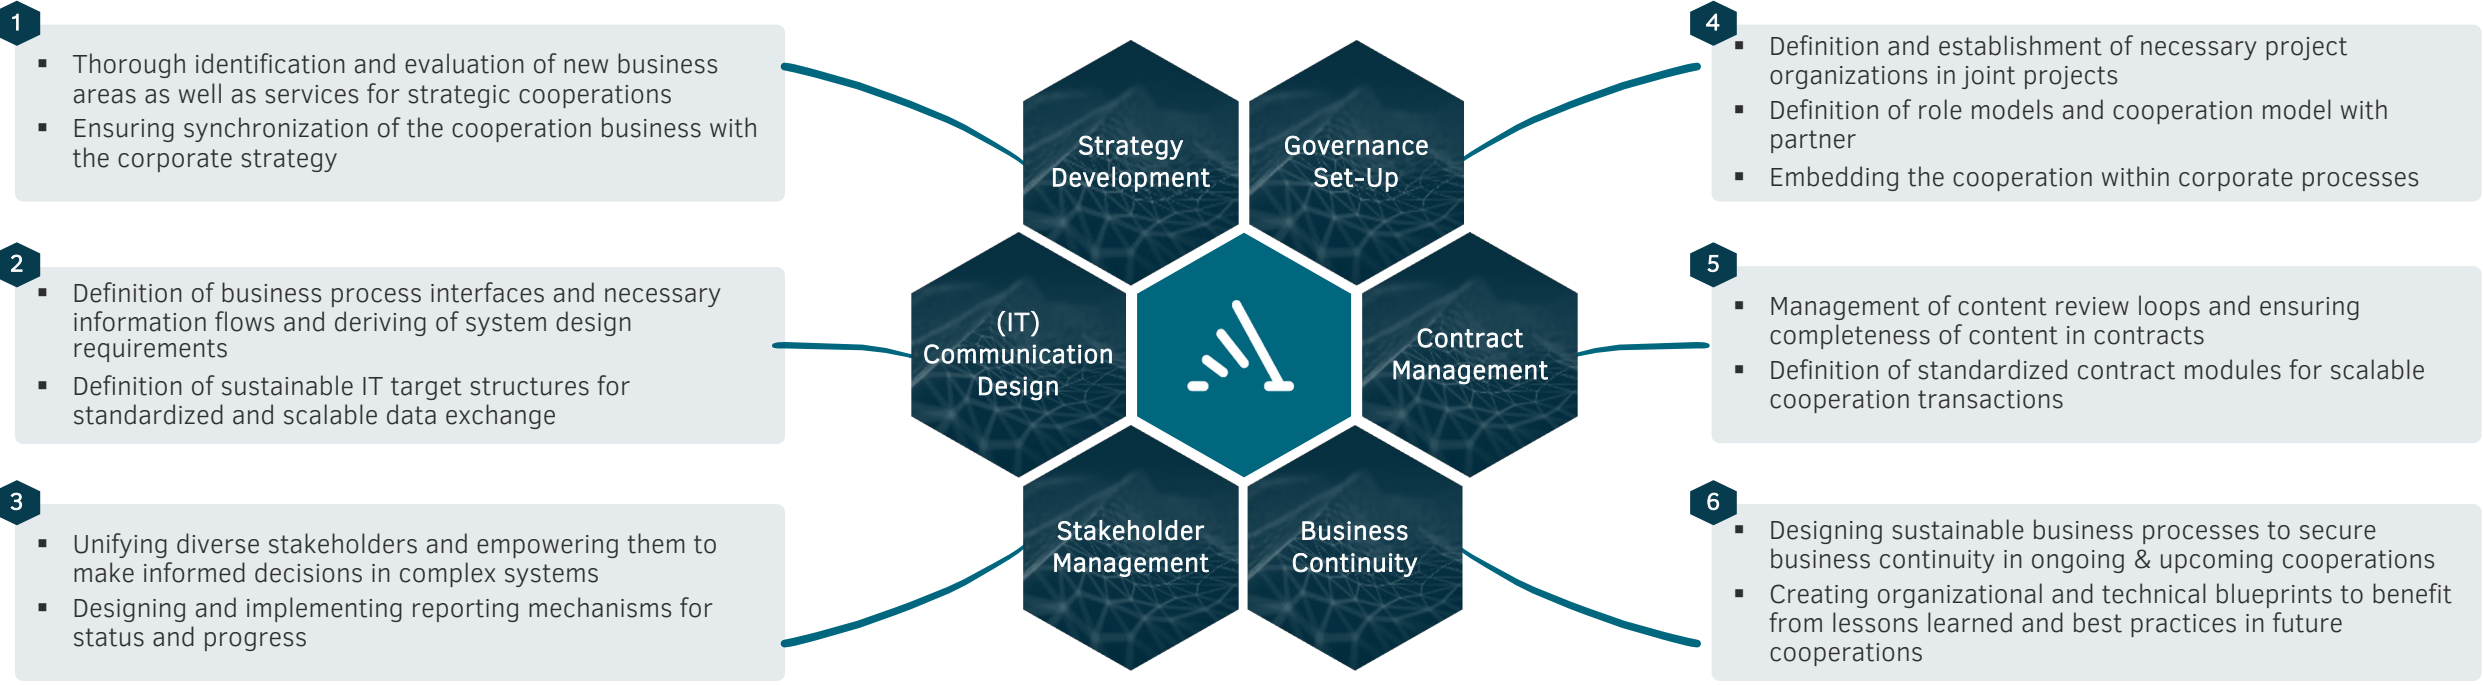 1
▪ Thorough identification and evaluation of new business
areas as well as services for strategic cooperations
▪ Ensuring synchronization of the cooperation business with
the corporate strategy
2
▪ Definition of business process interfaces and necessary
information flows and deriving of system design
requirements
▪ Definition of sustainable IT target structures for
standardized and scalable data exchange
3
▪ Unifying diverse stakeholders and empowering them to
make informed decisions in complex systems
▪ Designing and implementing reporting mechanisms for
status and progress
Strategy
Development
Governance
Set-Up
(IT)
Communication
Design
Contract
Management
Stakeholder
Management
Business
Continuity
4
▪ Definition and establishment of necessary project
organizations in joint projects
▪ Definition of role models and cooperation model with
partner
▪ Embedding the cooperation within corporate processes
5
▪ Management of content review loops and ensuring
completeness of content in contracts
▪ Definition of standardized contract modules for scalable
cooperation transactions
6
▪ Designing sustainable business processes to secure
business continuity in ongoing & upcoming cooperations
▪ Creating organizational and technical blueprints to benefit
from lessons learned and best practices in future
cooperations